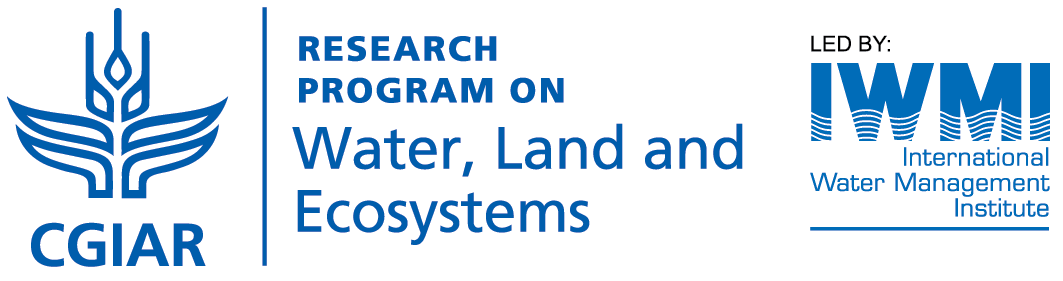 CGIAR
RESEARCH
PROGRAM ON
Water, Land and
Ecosystems
LED BY:
IWMI
International
Water Management
Institute